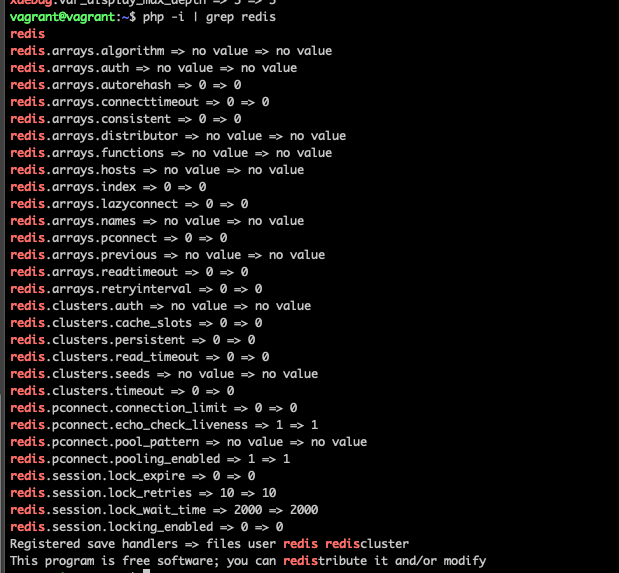 xdebug.var_display_max_depth => 3 => 3
vagrant@vagrant:~$ php -i | grep redis
redis
redis.arrays.algorithm => no value => no value
redis.arrays.auth => no value => no value
redis.arrays.autorehash => 0 => 0
redis.arrays.connecttimeout => 0 => 0
redis.arrays.consistent => 0 => 0
redis.arrays.distributor => no value => no value
redis.arrays.functions => no value => no value
redis.arrays.hosts => no value => no value
redis.arrays.index => 0 => 0
redis.arrays.lazyconnect => 0 => 0
redis.arrays.names => no value => no value
redis.arrays.pconnect => 0 => 0
redis.arrays.previous => no value => no value
redis.arrays.readtimeout => 0 => 0
redis.arrays.retryinterval => 0 => 0
redis.clusters.auth => no value => no value
redis.clusters.cache_slots => 0 => 0
redis.clusters.persistent => 0 => 0
redis.clusters.read_timeout => 0 => 0
redis.clusters.seeds => no value => no value
redis.clusters.timeout => 0 => 0
redis.pconnect.connection_limit => 0 => 0
redis.pconnect.echo_check_liveness => 1 => 1
redis.pconnect.pool_pattern => no value => no value
redis.pconnect.pooling_enabled => 1 => 1
redis.session.lock_expire => 0 => 0
redis.session.lock_retries => 10 => 10
redis.session.lock_wait_time => 2000 => 2000
redis.session.locking_enabled => 0 => 0
Registered save handlers => files user redis rediscluster
This program is free software; you can redistribute it and/or modify